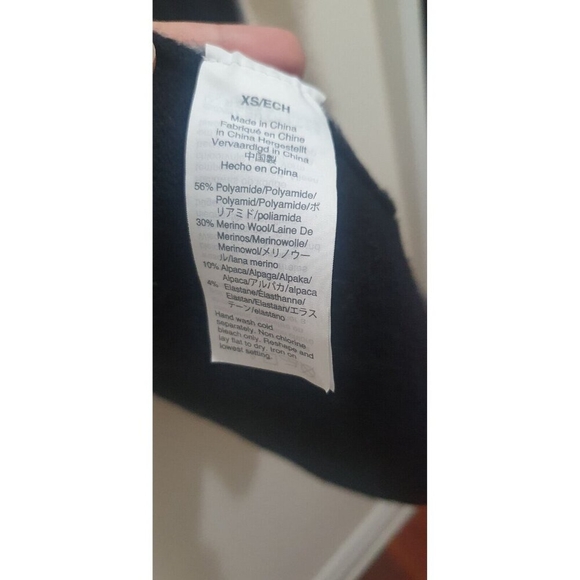 XS/ECH
Made in China
Fabriqué en Chine
in China Hergestellt
Vervaardigd in China
中国製
Hecho en China
56% Polyamide/Polyamide/
Polyamid/Polyamide/ポ
リアミド/poliamida
30% Merino Wool/Laine De
Merinos/Merinowolle/
Merinowol/メリノウー
ル/lana merino
10% Alpaca/Alpaga/Alpaka/
Alpaca/アルパカ/alpaca
4% Elastane/Élasthanne/
Elastan/Elastaan/エラス
テーン/elastano
Hand wash cold
separately. Non chlorine
bleach only. Reshape and
lay flat to dry. Iron on
lowest setting.